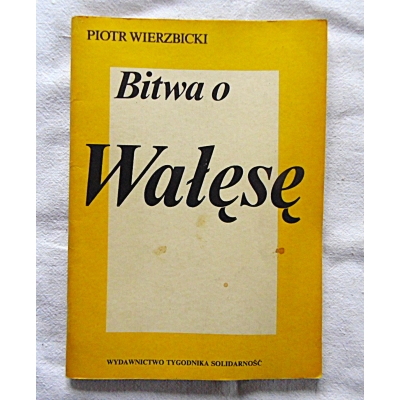 PIOTR WIERZBICKI
Bitwa o
Wałęsę
WYDAWNICTWO TYGODNIKA SOLIDARNOŚĆ